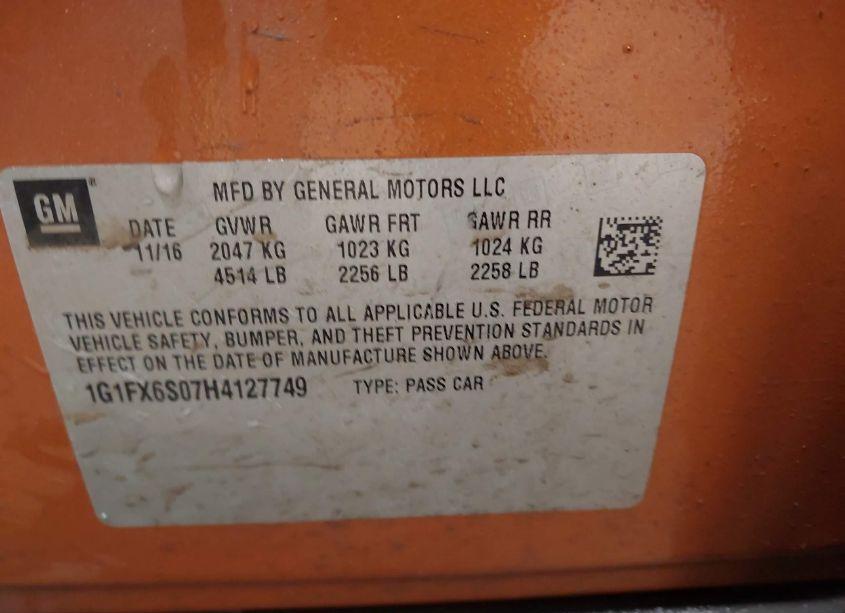 GM ®
MFD BY GENERAL MOTORS LLC
DATE GVWR GAWR FRT GAWR RR
11/16 2047 KG 1023 KG 1024 KG
4514 LB 2256 LB 2258 LB
THIS VEHICLE CONFORMS TO ALL APPLICABLE U.S. FEDERAL MOTOR
VEHICLE SAFETY, BUMPER, AND THEFT PREVENTION STANDARDS IN
EFFECT ON THE DATE OF MANUFACTURE SHOWN ABOVE.
1G1FX6S07H4127749 TYPE: PASS CAR